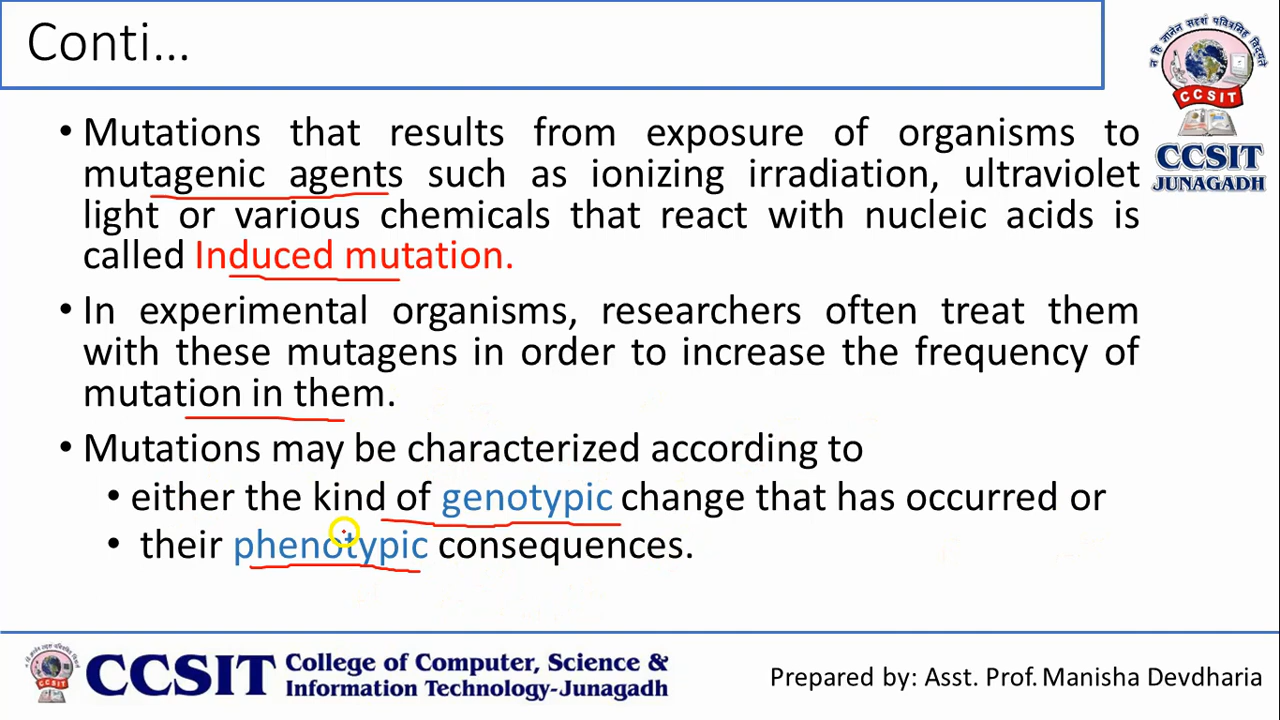 Conti...
• Mutations that results from exposure of organisms to
mutagenic agents such as ionizing irradiation, ultraviolet
light or various chemicals that react with nucleic acids is
called Induced mutation.
• In experimental organisms, researchers often treat them
with these mutagens in order to increase the frequency of
mutation in them.
• Mutations may be characterized according to
• either the kind of genotypic change that has occurred or
• their phenotypic consequences.
न हि ज्ञानेन सदृशं पवित्रमिह विद्यते
CCSIT
CCSIT
JUNAGADH
CCSIT
College of Computer, Science &
Information Technology-Junagadh
Prepared by: Asst. Prof. Manisha Devdharia